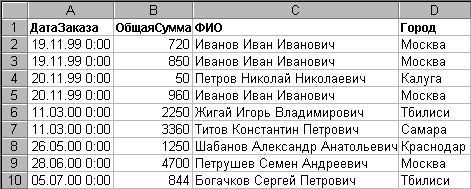 A B C D
1 ДатаЗаказа ОбщаяСумма ФИО Город
2 19.11.99 0:00 720 Иванов Иван Иванович Москва
3 19.11.99 0:00 850 Иванов Иван Иванович Москва
4 20.11.99 0:00 50 Петров Николай Николаевич Калуга
5 20.11.99 0:00 960 Иванов Иван Иванович Москва
6 11.03.00 0:00 2250 Жигай Игорь Владимирович Тбилиси
7 11.03.00 0:00 3360 Титов Константин Петрович Самара
8 26.05.00 0:00 1250 Шабанов Александр Анатольевич Краснодар
9 28.06.00 0:00 4700 Петрушев Семен Андреевич Москва
10 05.07.00 0:00 844 Богачков Сергей Петрович Тбилиси